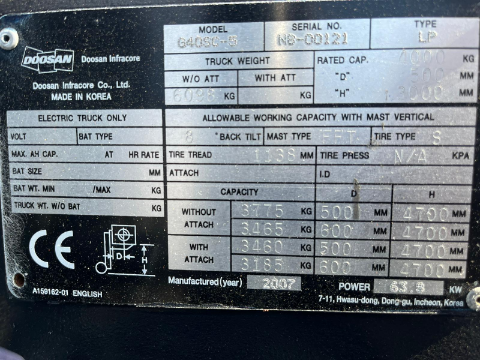 DOOSAN
Doosan Infracore
Doosan Infracore Co., Ltd.
MADE IN KOREA
MODEL SERIAL NO. TYPE
NB-00121 LP
TRUCK WEIGHT RATED CAP. KG
W/O ATT WITH ATT "D" MM
KG KG "H" MM
ELECTRIC TRUCK ONLY
VOLT BAT TYPE
MAX. AH CAP. AT HR RATE
BAT SIZE MM
BAT WT. MIN /MAX KG
TRUCK WT. W/O BAT KG
ALLOWABLE WORKING CAPACITY WITH MAST VERTICAL
° BACK TILT MAST TYPE FFT TIRE TYPE S
TIRE TREAD 1138 MM TIRE PRESS N/A KPA
ATTACH I.D
CAPACITY D H
WITHOUT ATTACH 3775 KG 500 MM 4700 MM
3465 KG 600 MM 4700 MM
WITH ATTACH 3460 KG 500 MM 4700 MM
3185 KG 600 MM 4700 MM
CE
D
H
Manufactured (year) 2007 POWER KW
A159162-01 ENGLISH
7-11, Hwasu-dong, Dong-gu, Incheon, Korea